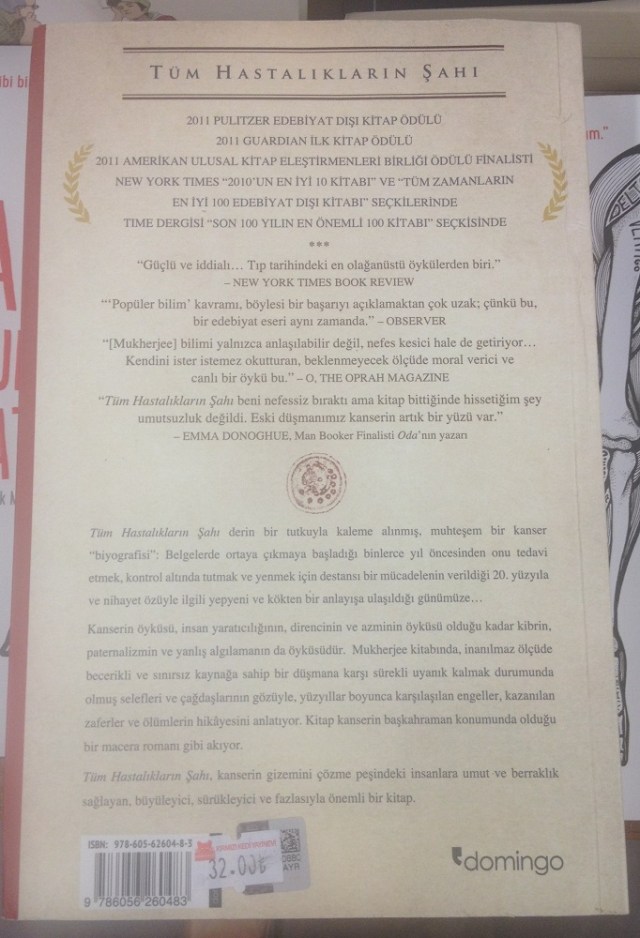 TÜM HASTALIKLARIN ŞAHI
2011 PULITZER EDEBİYAT DIŞI KİTAP ÖDÜLÜ
2011 GUARDIAN İLK KİTAP ÖDÜLÜ
2011 AMERİKAN ULUSAL KİTAP ELEŞTİRMENLERİ BİRLİĞİ ÖDÜLÜ FİNALİSTİ
NEW YORK TIMES “2010’UN EN İYİ 10 KİTABI” VE “TÜM ZAMANLARIN
EN İYİ 100 EDEBİYAT DIŞI KİTABI” SEÇKİLERİNDE
TIME DERGİSİ “SON 100 YILIN EN ÖNEMLİ 100 KİTABI” SEÇKİSİNDE
***
“Güçlü ve iddialı… Tıp tarihindeki en olağanüstü öykülerden biri.”
– NEW YORK TIMES BOOK REVIEW
“‘Popüler bilim’ kavramı, böylesi bir başarıyı açıklamaktan çok uzak; çünkü bu,
bir edebiyat eseri aynı zamanda.” – OBSERVER
“[Mukherjee] bilimi yalnızca anlaşılabilir değil, nefes kesici hale de getiriyor…
Kendini ister istemez okutturan, beklenmeyecek ölçüde moral verici ve
canlı bir öykü bu.” – O, THE OPRAH MAGAZINE
“Tüm Hastalıkların Şahı beni nefessiz bıraktı ama kitap bittiğinde hissetiğim şey
umutsuzluk değildi. Eski düşmanımız kanserin artık bir yüzü var.”
– EMMA DONOGHUE, Man Booker Finalisti Oda’nın yazarı
Tüm Hastalıkların Şahı derin bir tutkuyla kaleme alınmış, muhteşem bir kanser
“biyografisi”: Belgelerde ortaya çıkmaya başladığı binlerce yıl öncesinden onu tedavi
etmek, kontrol altında tutmak ve yenmek için destansı bir mücadelenin verildiği 20. yüzyıla
ve nihayet özüyle ilgili yepyeni ve kökten bir anlayışa ulaşıldığı günümüze…
Kanserin öyküsü, insan yaratıcılığının, direncinin ve azminin öyküsü olduğu kadar kibrin,
paternalizmin ve yanlış algılamanın da öyküsüdür. Mukherjee kitabında, inanılmaz ölçüde
becerikli ve sınırsız kaynağa sahip bir düşmana karşı sürekli uyanık kalmak durumunda
olmuş selefleri ve çağdaşlarının gözüyle, yüzyıllar boyunca karşılaşılan engeller, kazanılan
zaferler ve ölümlerin hikâyesini anlatıyor. Kitap kanserin başkahraman konumunda olduğu
bir macera romanı gibi akıyor.
Tüm Hastalıkların Şahı, kanserin gizemini çözme peşindeki insanlara umut ve berraklık
sağlayan, büyüleyici, sürükleyici ve fazlasıyla önemli bir kitap.
ISBN: 978-605-62604-8-3
32.00₺
9 786056 260483
domingo